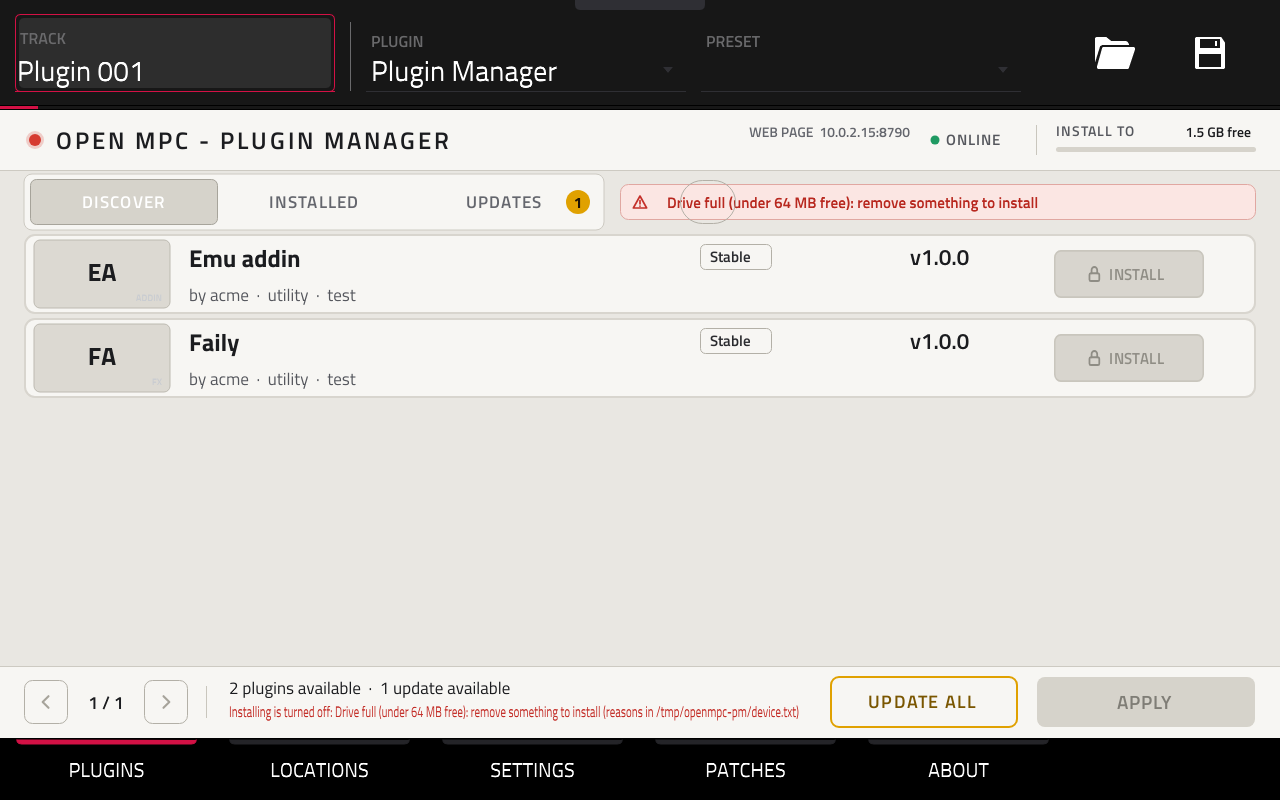 TRACK
Plugin 001
PLUGIN
Plugin Manager
PRESET
OPEN MPC - PLUGIN MANAGER
WEB PAGE 10.0.2.15:8790
ONLINE
INSTALL TO
1.5 GB free
DISCOVER
INSTALLED
UPDATES
1
Drive full (under 64 MB free): remove something to install
EA
ADDIN
Emu addin
by acme · utility · test
Stable
v1.0.0
INSTALL
FA
FX
Faily
by acme · utility · test
Stable
v1.0.0
INSTALL
1 / 1
2 plugins available · 1 update available
Installing is turned off: Drive full (under 64 MB free): remove something to install (reasons in /tmp/openmpc-pm/device.txt)
UPDATE ALL
APPLY
PLUGINS
LOCATIONS
SETTINGS
PATCHES
ABOUT